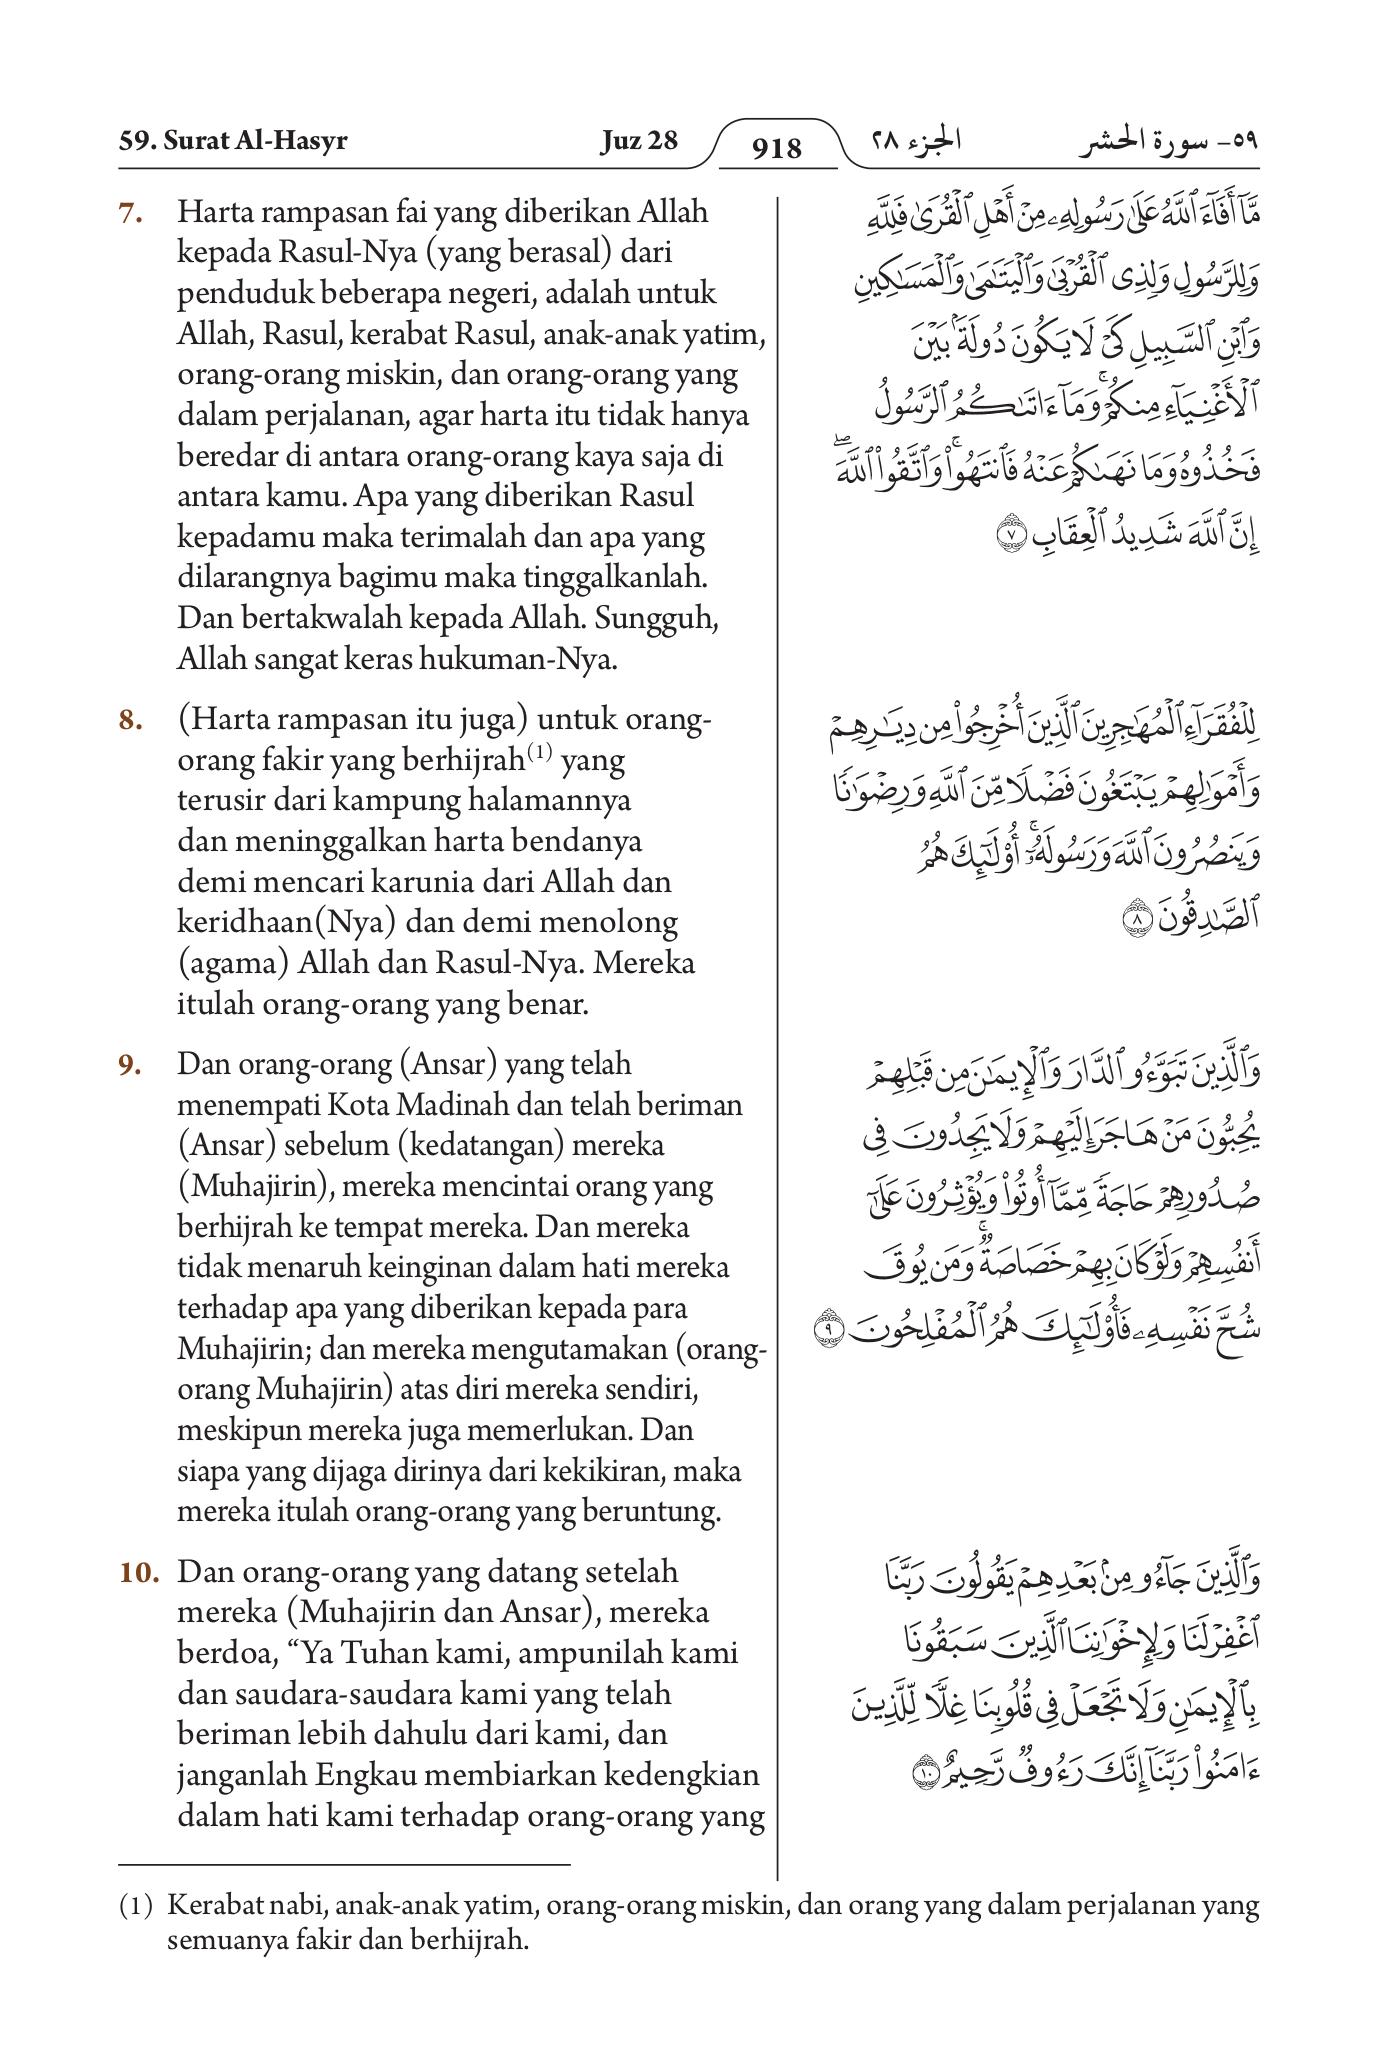 59. Surat Al-Hasyr
Juz 28
918
الجزء ٢٨
٥٩- سورة الحشر
7. Harta rampasan fai yang diberikan Allah
kepada Rasul-Nya (yang berasal) dari
penduduk beberapa negeri, adalah untuk
Allah, Rasul, kerabat Rasul, anak-anak yatim,
orang-orang miskin, dan orang-orang yang
dalam perjalanan, agar harta itu tidak hanya
beredar di antara orang-orang kaya saja di
antara kamu. Apa yang diberikan Rasul
kepadamu maka terimalah dan apa yang
dilarangnya bagimu maka tinggalkanlah.
Dan bertakwalah kepada Allah. Sungguh,
Allah sangat keras hukuman-Nya.
8. (Harta rampasan itu juga) untuk orang-
orang fakir yang berhijrah(1) yang
terusir dari kampung halamannya
dan meninggalkan harta bendanya
demi mencari karunia dari Allah dan
keridhaan(Nya) dan demi menolong
(agama) Allah dan Rasul-Nya. Mereka
itulah orang-orang yang benar.
9. Dan orang-orang (Ansar) yang telah
menempati Kota Madinah dan telah beriman
(Ansar) sebelum (kedatangan) mereka
(Muhajirin), mereka mencintai orang yang
berhijrah ke tempat mereka. Dan mereka
tidak menaruh keinginan dalam hati mereka
terhadap apa yang diberikan kepada para
Muhajirin; dan mereka mengutamakan (orang-
orang Muhajirin) atas diri mereka sendiri,
meskipun mereka juga memerlukan. Dan
siapa yang dijaga dirinya dari kekikiran, maka
mereka itulah orang-orang yang beruntung.
10. Dan orang-orang yang datang setelah
mereka (Muhajirin dan Ansar), mereka
berdoa, “Ya Tuhan kami, ampunilah kami
dan saudara-saudara kami yang telah
beriman lebih dahulu dari kami, dan
janganlah Engkau membiarkan kedengkian
dalam hati kami terhadap orang-orang yang
مَّآ أَفَآءَ ٱللَّهُ عَلَىٰ رَسُولِهِۦ مِنْ أَهْلِ ٱلْقُرَىٰ فَلِلَّهِ
وَلِلرَّسُولِ وَلِذِى ٱلْقُرْبَىٰ وَٱلْيَتَٰمَىٰ وَٱلْمَسَٰكِينِ
وَٱبْنِ ٱلسَّبِيلِ كَىْ لَا يَكُونَ دُولَةًۢ بَيْنَ
ٱلْأَغْنِيَآءِ مِنكُمْ ۚ وَمَآ ءَاتَىٰكُمُ ٱلرَّسُولُ
فَخُذُوهُ وَمَا نَهَىٰكُمْ عَنْهُ فَٱنتَهُوا۟ ۚ وَٱتَّقُوا۟ ٱللَّهَ ۖ
إِنَّ ٱللَّهَ شَدِيدُ ٱلْعِقَابِ ٧
لِلْفُقَرَآءِ ٱلْمُهَٰجِرِينَ ٱلَّذِينَ أُخْرِجُوا۟ مِن دِيَٰرِهِمْ
وَأَمْوَٰلِهِمْ يَبْتَغُونَ فَضْلًا مِّنَ ٱللَّهِ وَرِضْوَٰنًا
وَيَنصُرُونَ ٱللَّهَ وَرَسُولَهُۥٓ ۚ أُو۟لَٰٓئِكَ هُمُ
ٱلصَّٰدِقُونَ ٨
وَٱلَّذِينَ تَبَوَّءُو ٱلدَّارَ وَٱلْإِيمَٰنَ مِن قَبْلِهِمْ
يُحِبُّونَ مَنْ هَاجَرَ إِلَيْهِمْ وَلَا يَجِدُونَ فِى
صُدُورِهِمْ حَاجَةً مِّمَّآ أُوتُوا۟ وَيُؤْثِرُونَ عَلَىٰٓ
أَنفُسِهِمْ وَلَوْ كَانَ بِهِمْ خَصَاصَةٌ ۚ وَمَن يُوقَ
شُحَّ نَفْسِهِۦ فَأُو۟لَٰٓئِكَ هُمُ ٱلْمُفْلِحُونَ ٩
وَٱلَّذِينَ جَآءُو مِنۢ بَعْدِهِمْ يَقُولُونَ رَبَّنَا
ٱغْفِرْ لَنَا وَلِإِخْوَٰنِنَا ٱلَّذِينَ سَبَقُونَا
بِٱلْإِيمَٰنِ وَلَا تَجْعَلْ فِى قُلُوبِنَا غِلًّا لِّلَّذِينَ
ءَامَنُوا۟ رَبَّنَآ إِنَّكَ رَءُوفٌ رَّحِيمٌ ١٠
(1) Kerabat nabi, anak-anak yatim, orang-orang miskin, dan orang yang dalam perjalanan yang
semuanya fakir dan berhijrah.